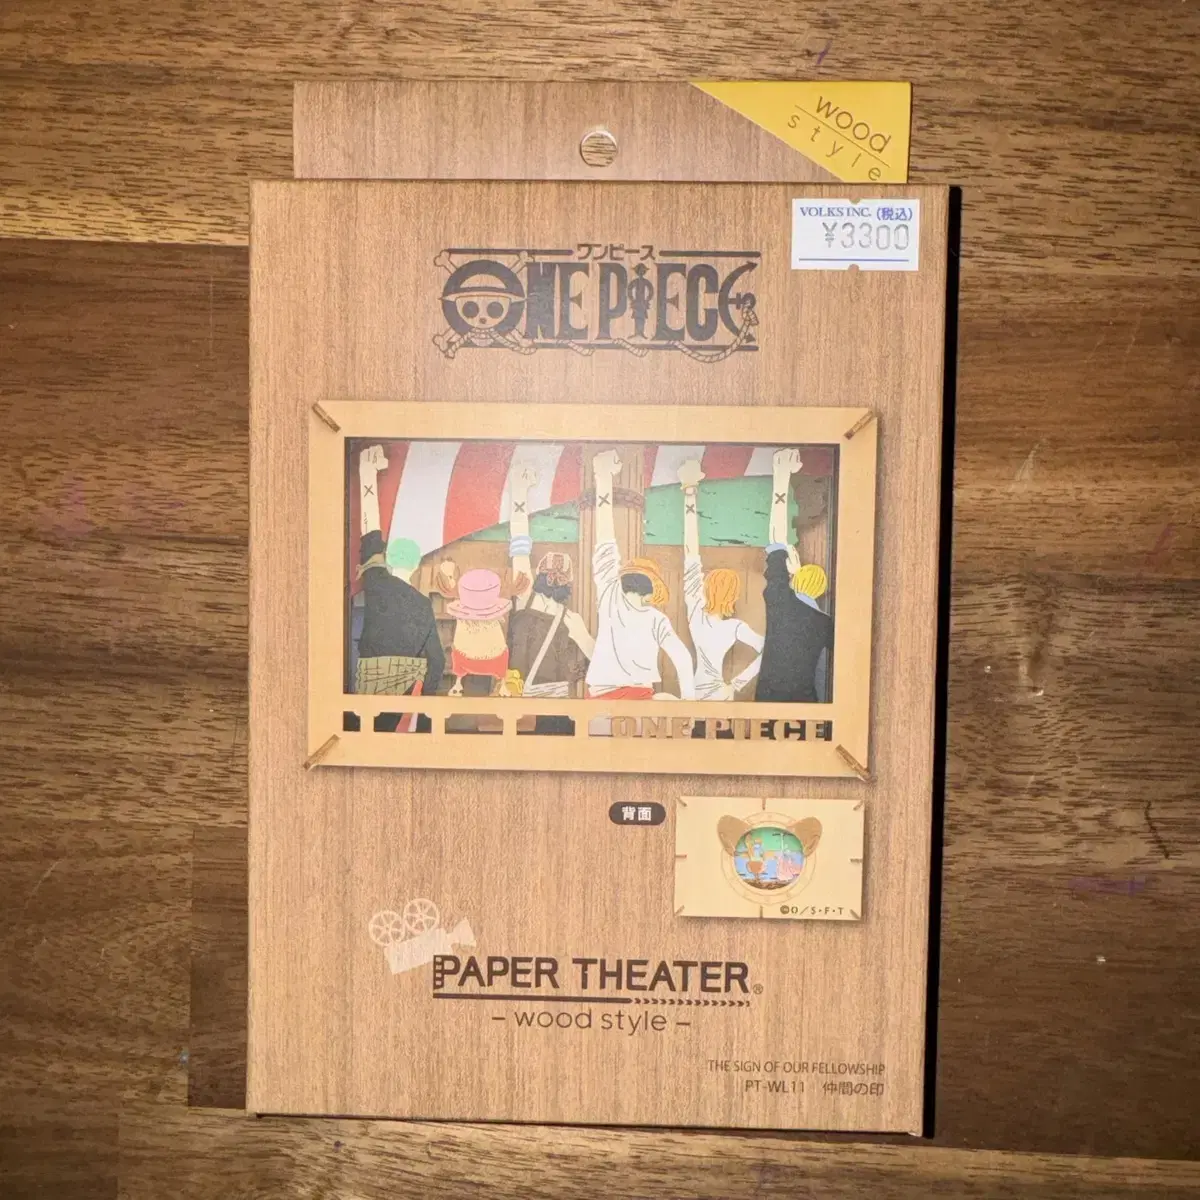 wood
style
VOLKS INC. (税込)
¥3300
ワンピース
ONE PIECE
ONE PIECE
背面
©O/S・F・T
PAPER THEATER®
– wood style –
THE SIGN OF OUR FELLOWSHIP
PT-WL11 仲間の印